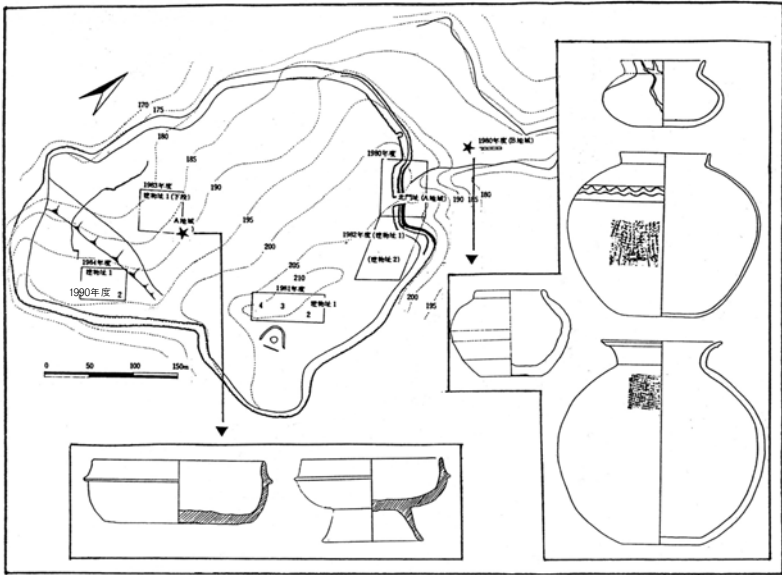 170
175
180
185
190
195
200
205
210
1983年度
建物址1(下段)
A地域
1984年度
建物址1
1990年度 2
1981年度
建物址1
4 3 2
1980年度
北門址(A地域)
1982年度(建物址1)
(建物址2)
1980年度(B地域)
190 185 180
200
195
0 50 100 150m